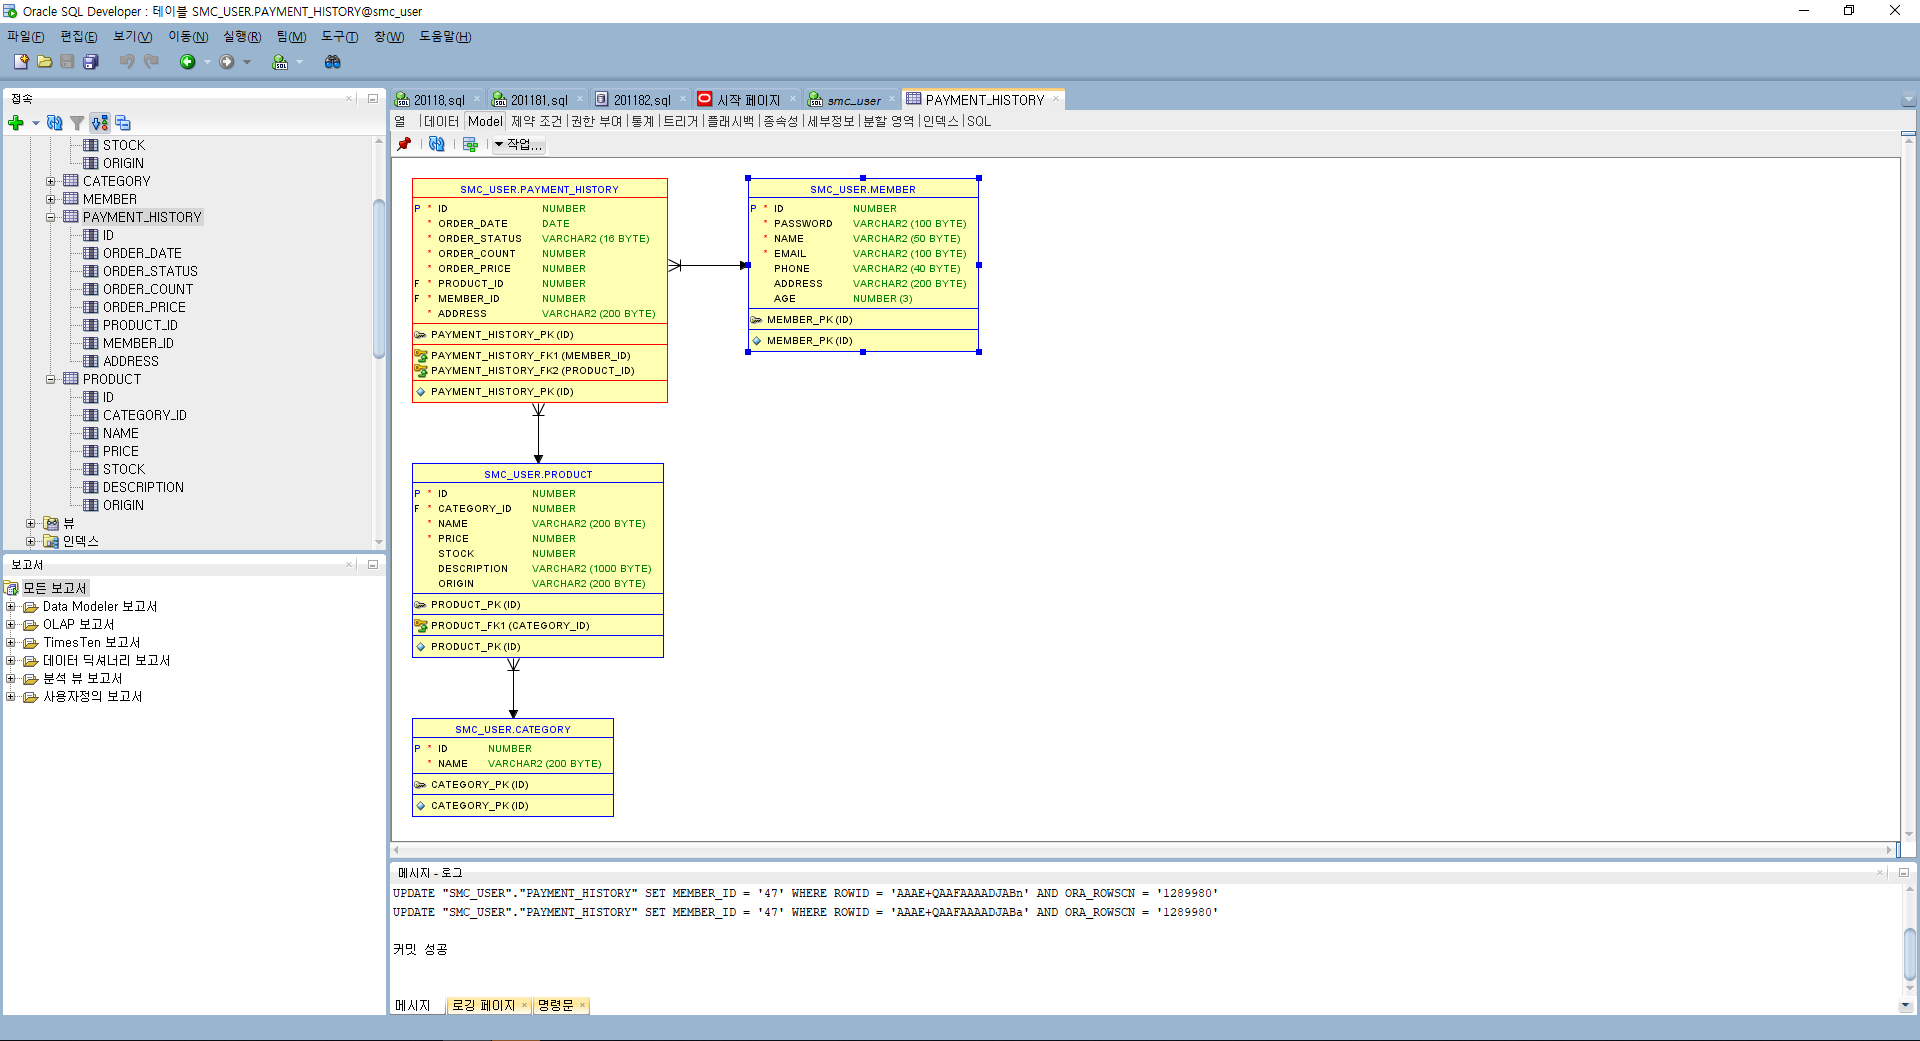 Oracle SQL Developer : 테이블 SMC_USER.PAYMENT_HISTORY@smc_user
파일(F) 편집(E) 보기(V) 이동(N) 실행(R) 팀(M) 도구(T) 창(W) 도움말(H)
접속
STOCK
ORIGIN
CATEGORY
MEMBER
PAYMENT_HISTORY
ID
ORDER_DATE
ORDER_STATUS
ORDER_COUNT
ORDER_PRICE
PRODUCT_ID
MEMBER_ID
ADDRESS
PRODUCT
ID
CATEGORY_ID
NAME
PRICE
STOCK
DESCRIPTION
ORIGIN
뷰
인덱스
보고서
모든 보고서
Data Modeler 보고서
OLAP 보고서
TimesTen 보고서
데이터 딕셔너리 보고서
분석 뷰 보고서
사용자정의 보고서
20118.sql 201181.sql 201182.sql 시작 페이지 smc_user PAYMENT_HISTORY
열 |데이터 Model 제약 조건|권한 부여|통계|트리거|플래시백|종속성|세부정보|분할 영역|인덱스|SQL
작업...
SMC_USER.PAYMENT_HISTORY
P * ID NUMBER
* ORDER_DATE DATE
* ORDER_STATUS VARCHAR2 (16 BYTE)
* ORDER_COUNT NUMBER
* ORDER_PRICE NUMBER
F * PRODUCT_ID NUMBER
F * MEMBER_ID NUMBER
* ADDRESS VARCHAR2 (200 BYTE)
PAYMENT_HISTORY_PK (ID)
PAYMENT_HISTORY_FK1 (MEMBER_ID)
PAYMENT_HISTORY_FK2 (PRODUCT_ID)
PAYMENT_HISTORY_PK (ID)
SMC_USER.MEMBER
P * ID NUMBER
* PASSWORD VARCHAR2 (100 BYTE)
* NAME VARCHAR2 (50 BYTE)
* EMAIL VARCHAR2 (100 BYTE)
PHONE VARCHAR2 (40 BYTE)
ADDRESS VARCHAR2 (200 BYTE)
AGE NUMBER (3)
MEMBER_PK (ID)
MEMBER_PK (ID)
SMC_USER.PRODUCT
P * ID NUMBER
F * CATEGORY_ID NUMBER
* NAME VARCHAR2 (200 BYTE)
* PRICE NUMBER
STOCK NUMBER
DESCRIPTION VARCHAR2 (1000 BYTE)
ORIGIN VARCHAR2 (200 BYTE)
PRODUCT_PK (ID)
PRODUCT_FK1 (CATEGORY_ID)
PRODUCT_PK (ID)
SMC_USER.CATEGORY
P * ID NUMBER
* NAME VARCHAR2 (200 BYTE)
CATEGORY_PK (ID)
CATEGORY_PK (ID)
메시지 - 로그
UPDATE "SMC_USER"."PAYMENT_HISTORY" SET MEMBER_ID = '47' WHERE ROWID = 'AAAE+QAAFAAAADJABn' AND ORA_ROWSCN = '1289980'
UPDATE "SMC_USER"."PAYMENT_HISTORY" SET MEMBER_ID = '47' WHERE ROWID = 'AAAE+QAAFAAAADJABa' AND ORA_ROWSCN = '1289980'
커밋 성공
메시지 로깅 페이지 명령문